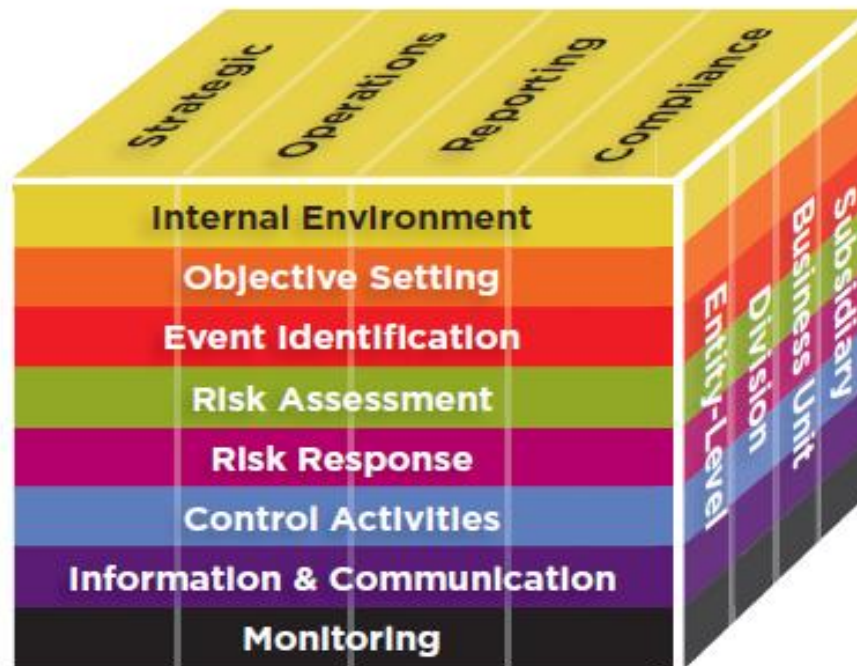 Strategic
Operations
Reporting
Compliance
Internal Environment
Objective Setting
Event Identification
Risk Assessment
Risk Response
Control Activities
Information & Communication
Monitoring
Entity-Level
Division
Business Unit
Subsidiary